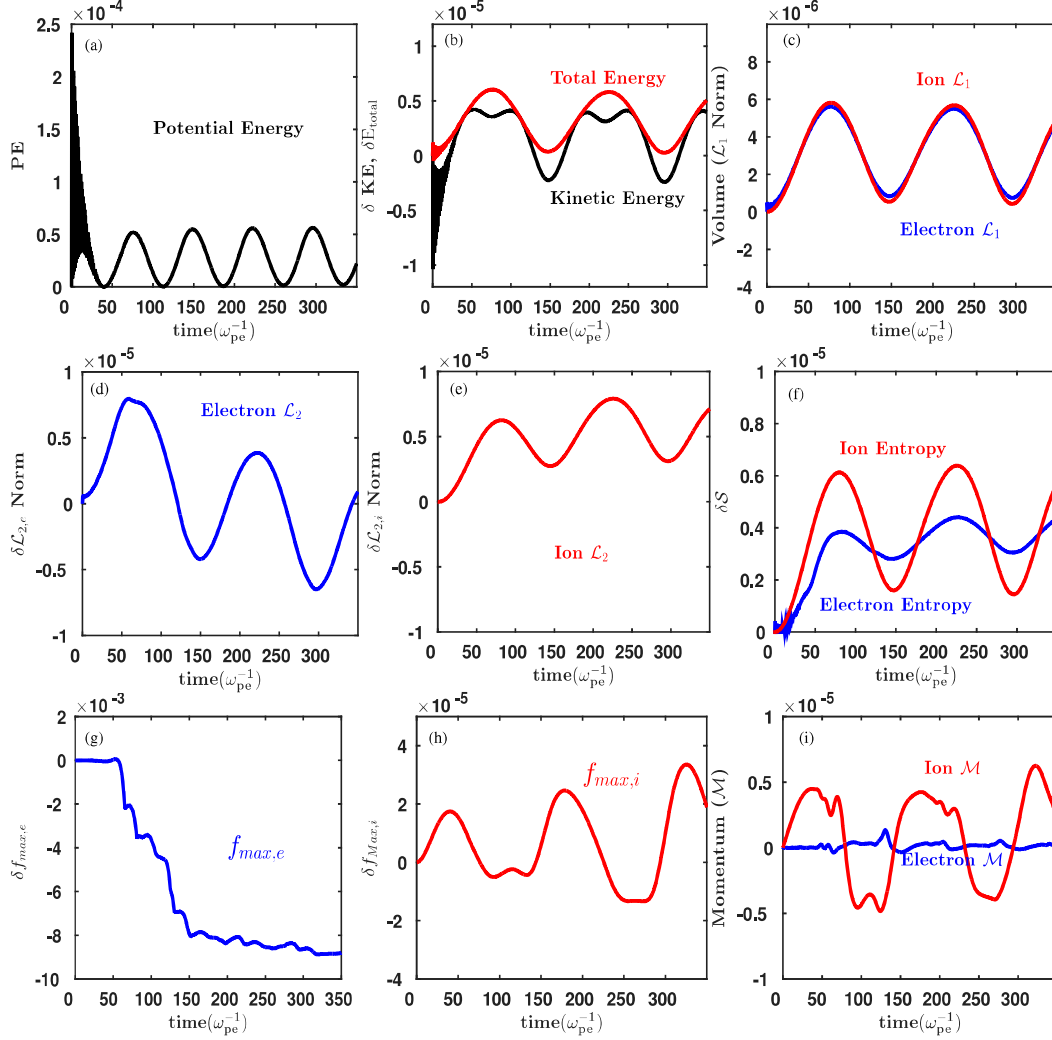 ×10⁻⁴
(a)
Potential Energy
PE
2.5
2
1.5
1
0.5
0
0 50 100 150 200 250 300
time(ω_pe⁻¹)
×10⁻⁵
(b)
Total Energy
Kinetic Energy
δ KE, δE_total
1
0.5
0
-0.5
-1
0 50 100 150 200 250 300
time(ω_pe⁻¹)
×10⁻⁶
(c)
Ion ℒ₁
Electron ℒ₁
Volume (ℒ₁ Norm)
8
6
4
2
0
-2
-4
0 50 100 150 200 250 300
time(ω_pe⁻¹)
×10⁻⁵
(d)
Electron ℒ₂
δℒ₂,ₑ Norm
1
0.5
0
-0.5
-1
0 50 100 150 200 250 300
time(ω_pe⁻¹)
×10⁻⁵
(e)
Ion ℒ₂
δℒ₂,ᵢ Norm
1
0.5
0
-0.5
-1
0 50 100 150 200 250 300
time(ω_pe⁻¹)
×10⁻⁵
(f)
Ion Entropy
Electron Entropy
δ𝒮
1
0.8
0.6
0.4
0.2
0
0 50 100 150 200 250 300
time(ω_pe⁻¹)
×10⁻³
(g)
f_max.e
δf_max.e
2
0
-2
-4
-6
-8
-10
0 50 100 150 200 250 300 350
time(ω_pe⁻¹)
×10⁻⁵
(h)
f_max,i
δf_Max,i
4
2
0
-2
-4
0 50 100 150 200 250 300
time(ω_pe⁻¹)
×10⁻⁵
(i)
Ion ℳ
Electron ℳ
Momentum (ℳ)
1
0.5
0
-0.5
-1
0 50 100 150 200 250 300
time(ω_pe⁻¹)